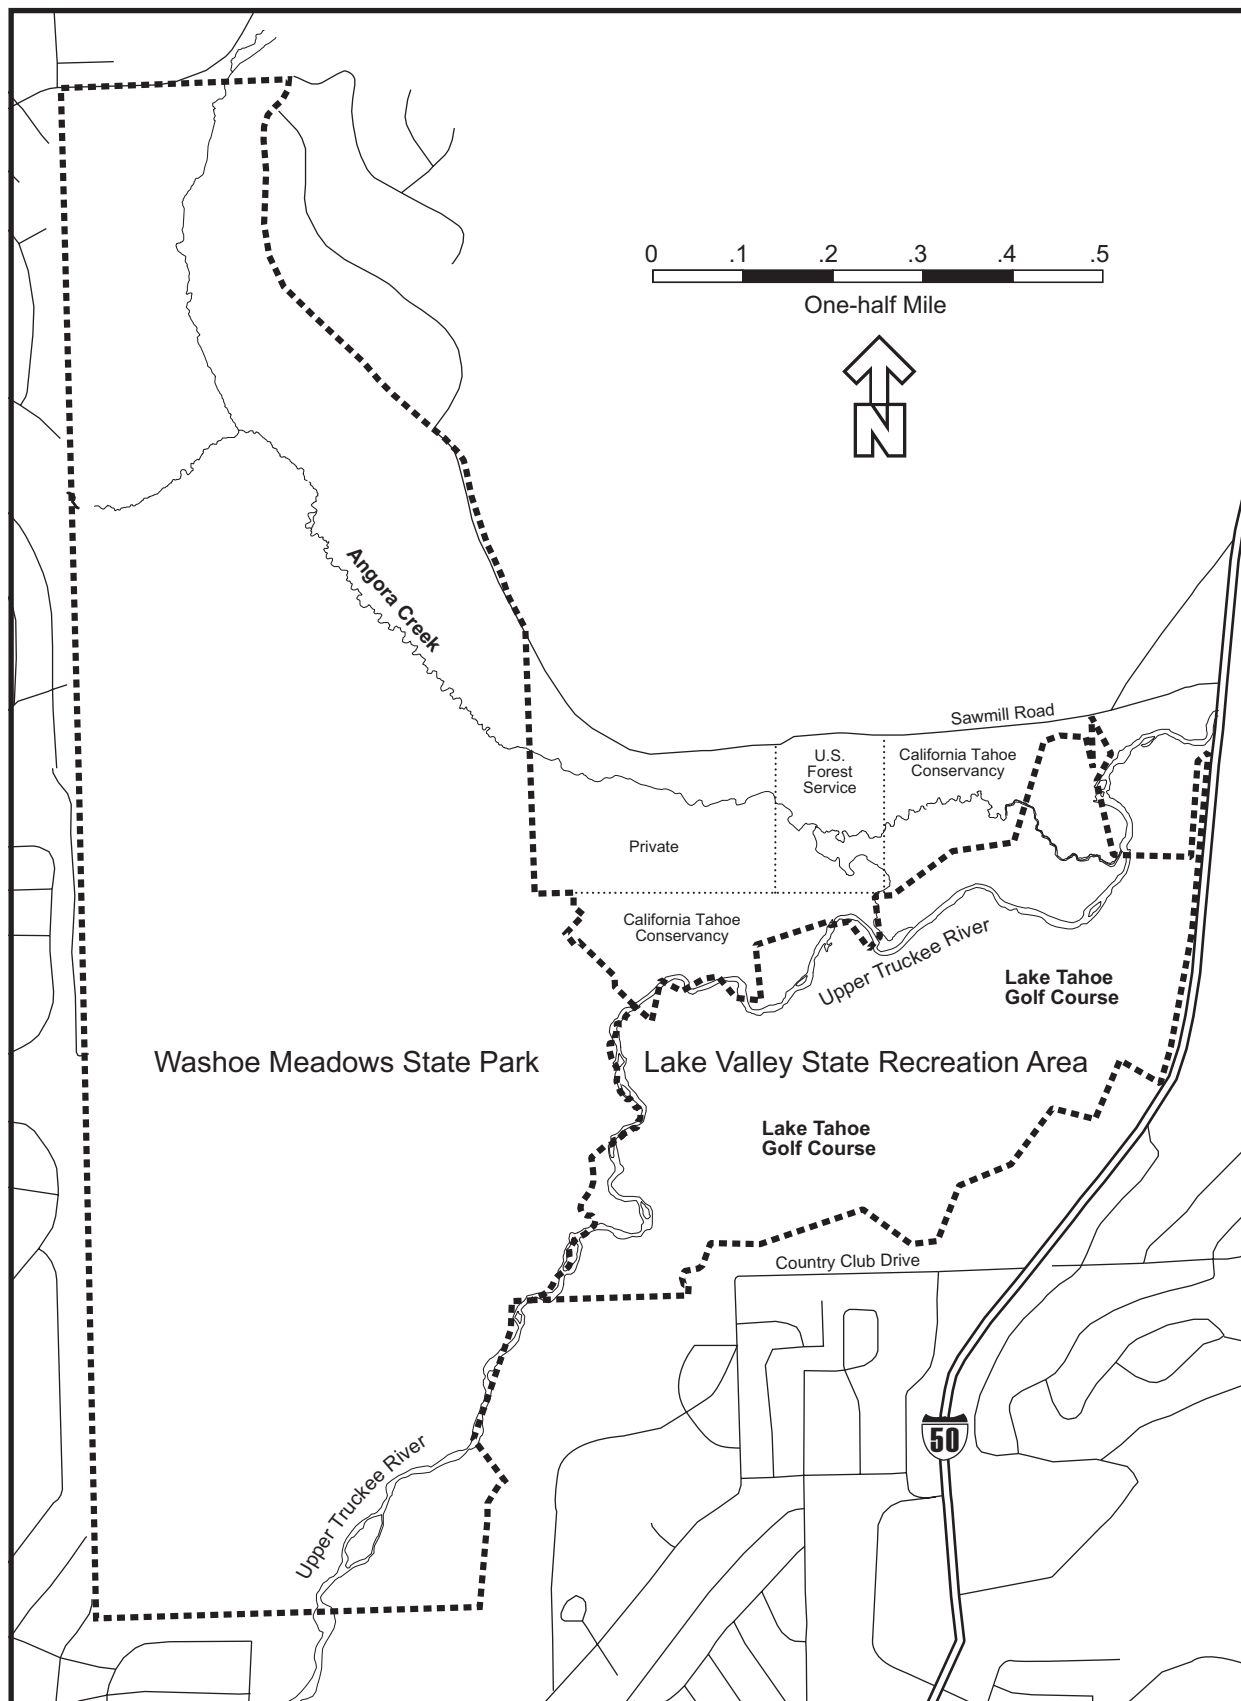 0 .1 .2 .3 .4 .5
One-half Mile
N
Angora Creek
Sawmill Road
U.S.
Forest
Service
California Tahoe
Conservancy
Private
California Tahoe
Conservancy
Upper Truckee River
Lake Tahoe
Golf Course
Washoe Meadows State Park
Lake Valley State Recreation Area
Lake Tahoe
Golf Course
Country Club Drive
50
Upper Truckee River